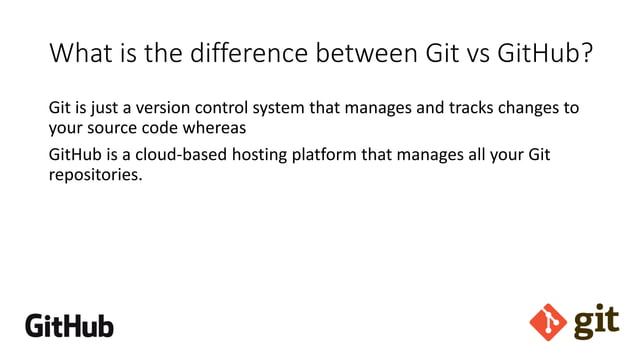 What is the difference between Git vs GitHub?
Git is just a version control system that manages and tracks changes to
your source code whereas
GitHub is a cloud-based hosting platform that manages all your Git
repositories.
GitHub
git